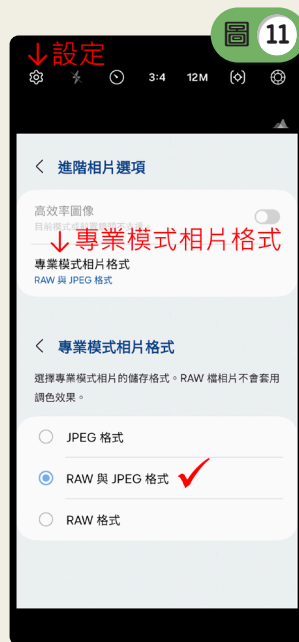 圖 11
↓設定
3:4 12M
進階相片選項
高效率圖像
↓專業模式相片格式
專業模式相片格式
RAW 與 JPEG 格式
專業模式相片格式
選擇專業模式相片的儲存格式。RAW 檔相片不會套用
調色效果。
JPEG 格式
RAW 與 JPEG 格式
RAW 格式